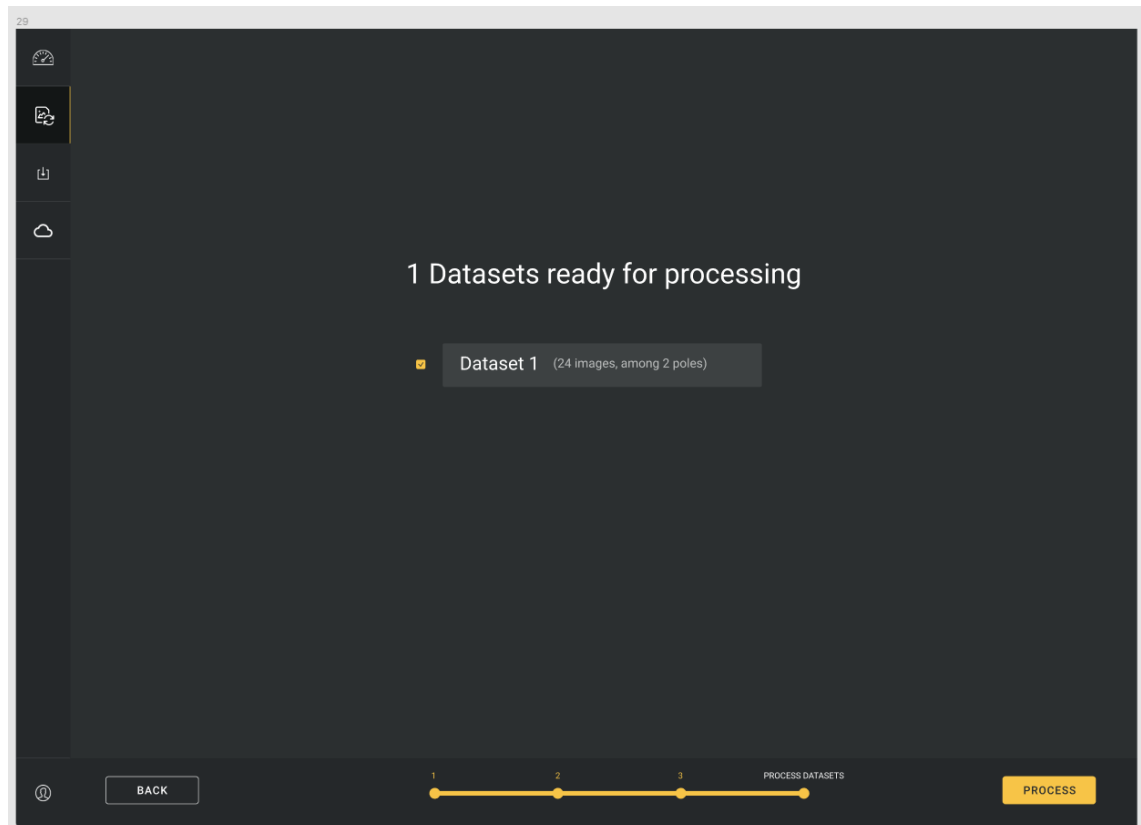 29
1 Datasets ready for processing
Dataset 1 (24 images, among 2 poles)
BACK
1 2 3 PROCESS DATASETS
PROCESS